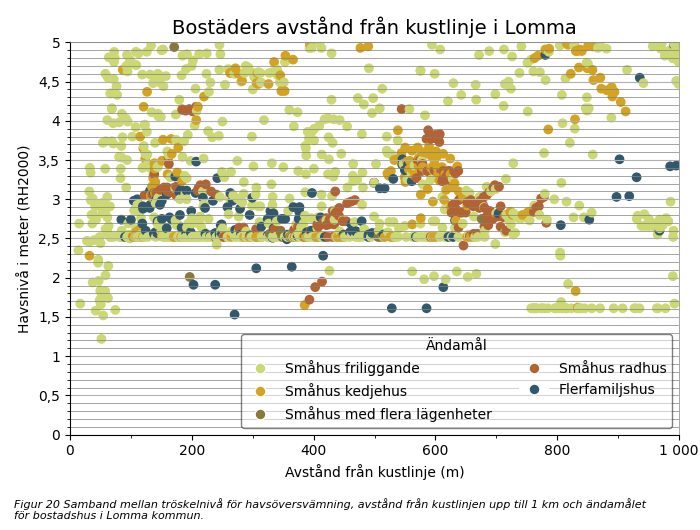 Bostäders avstånd från kustlinje i Lomma
Havsnivå i meter (RH2000)
5
4,5
4
3,5
3
2,5
2
1,5
1
0,5
0
0
200
400
600
800
1 000
Avstånd från kustlinje (m)
Ändamål
Småhus friliggande
Småhus kedjehus
Småhus med flera lägenheter
Småhus radhus
Flerfamiljshus
Figur 20 Samband mellan tröskelnivå för havsöversvämning, avstånd från kustlinjen upp till 1 km och ändamålet
för bostadshus i Lomma kommun.